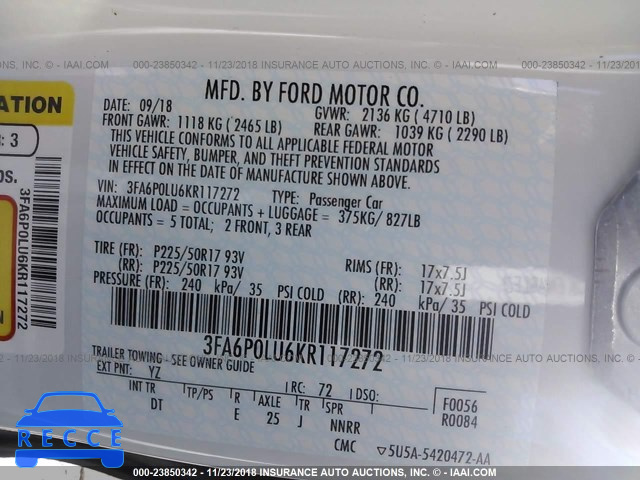 000-23850342 - 11/23/2018 INSURANCE AUTO AUCTIONS, INC. - IAAI.COM
MFD. BY FORD MOTOR CO.
DATE: 09/18
GVWR: 2136 KG ( 4710 LB)
FRONT GAWR: 1118 KG ( 2465 LB)
REAR GAWR: 1039 KG ( 2290 LB)
THIS VEHICLE CONFORMS TO ALL APPLICABLE FEDERAL MOTOR
VEHICLE SAFETY, BUMPER, AND THEFT PREVENTION STANDARDS
IN EFFECT ON THE DATE OF MANUFACTURE SHOWN ABOVE.
VIN: 3FA6P0LU6KR117272
TYPE: Passenger Car
MAXIMUM LOAD = OCCUPANTS + LUGGAGE = 375KG/ 827LB
OCCUPANTS = 5 TOTAL; 2 FRONT, 3 REAR
TIRE (FR): P225/50R17 93V
RIMS (FR): 17x7.5J
(RR): P225/50R17 93V
(RR): 17x7.5J
PRESSURE (FR): 240 kPa/ 35 PSI COLD
(RR): 240 kPa/ 35 PSI COLD
3FA6P0LU6KR117272
TRAILER TOWING - SEE OWNER GUIDE
EXT PNT: YZ
RC: 72
DSO:
F0056
R0084
INT TR
TP/PS
R
AXLE
TR
SPR
DT
E
25
J
NNRR
CMC
▽5U5A-5420472-AA
ATION
: 3
DS.
3FA6P0LU6KR117272
RECCE
000-23850342 - 11/23/2018 INSURANCE AUTO AUCTIONS, INC. - IAAI.COM